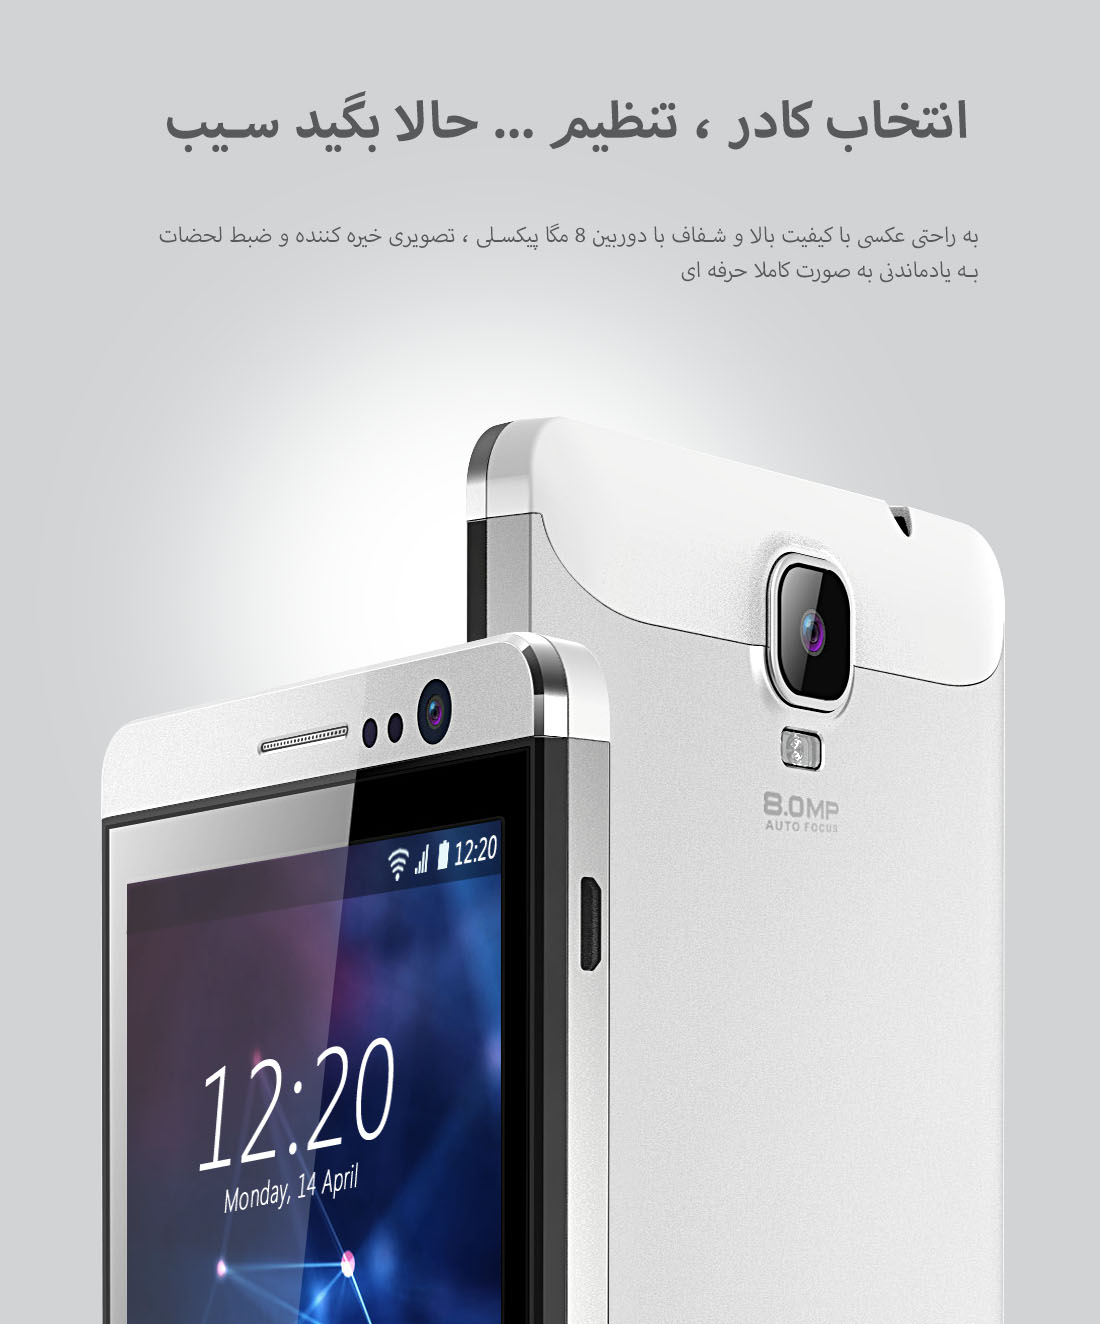 انتخاب کادر ، تنظیم ... حالا بگید سیب
به راحتی عکسی با کیفیت بالا و شفاف با دوربین 8 مگا پیکسلی ، تصویری خیره کننده و ضبط لحضات
به یادماندنی به صورت کاملا حرفه ای
8.0MP
AUTO FOCUS
12:20
12:20
Monday, 14 April